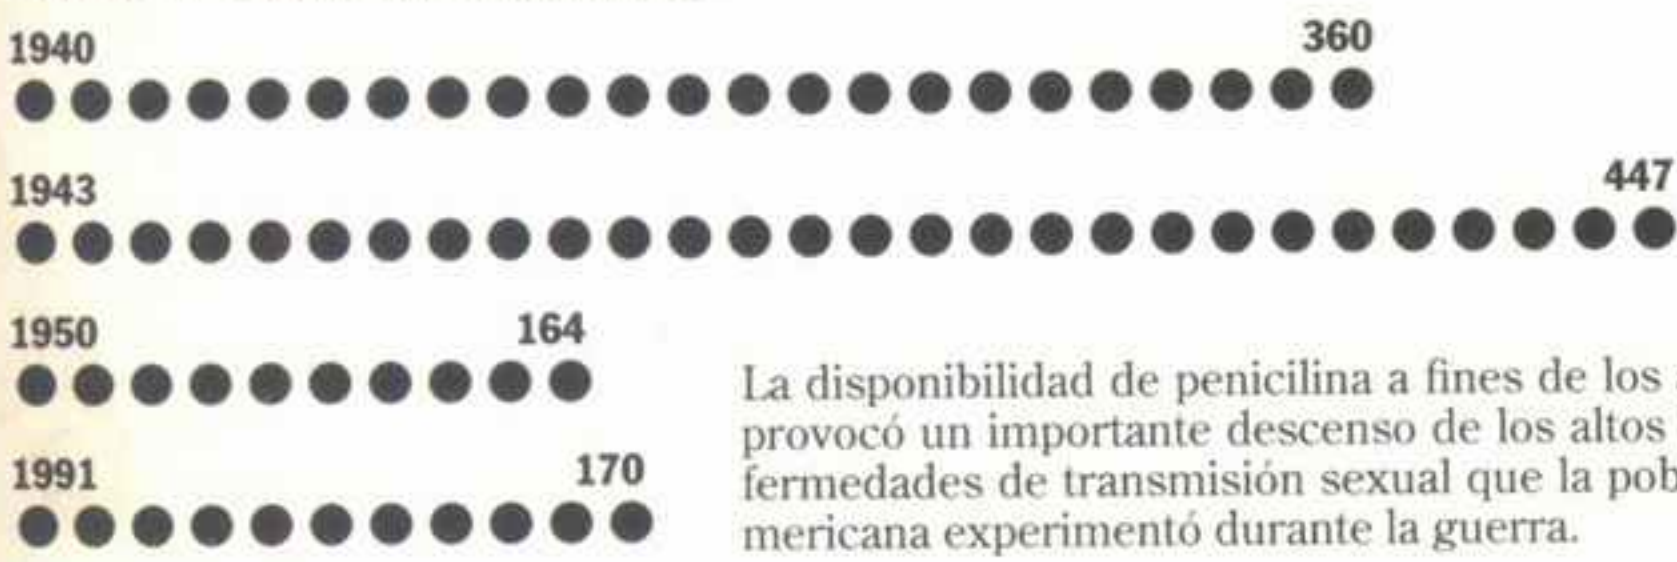 1940 360
1943 447
1950 164
La disponibilidad de penicilina a fines de los
provocó un importante descenso de los altos
1991 170
fermedades de transmisión sexual que la pob
mericana experimentó durante la guerra.